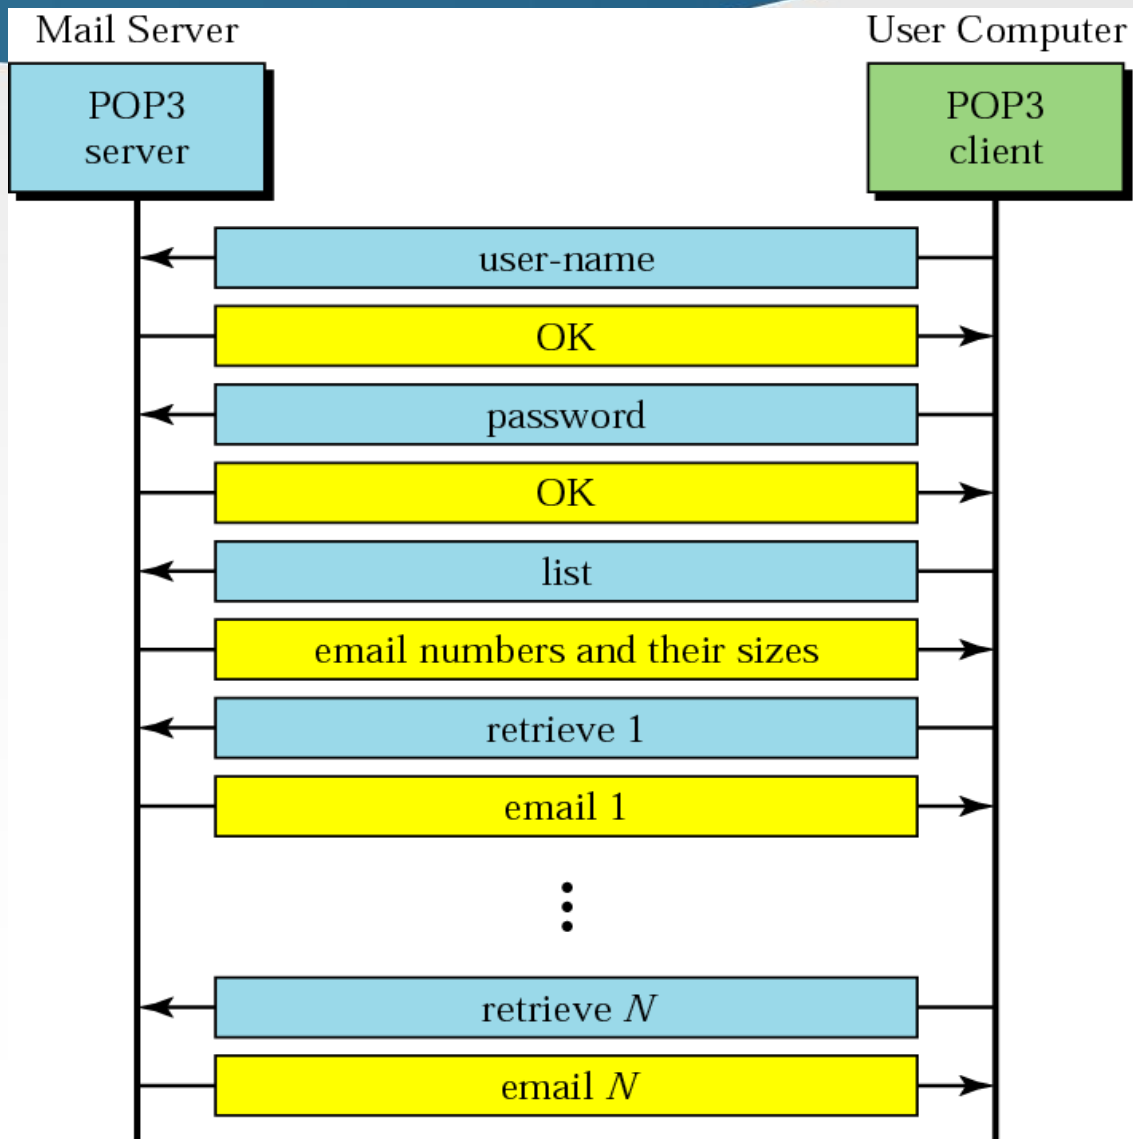 Mail Server
User Computer
POP3
server
POP3
client
user-name
OK
password
OK
list
email numbers and their sizes
retrieve 1
email 1
retrieve N
email N